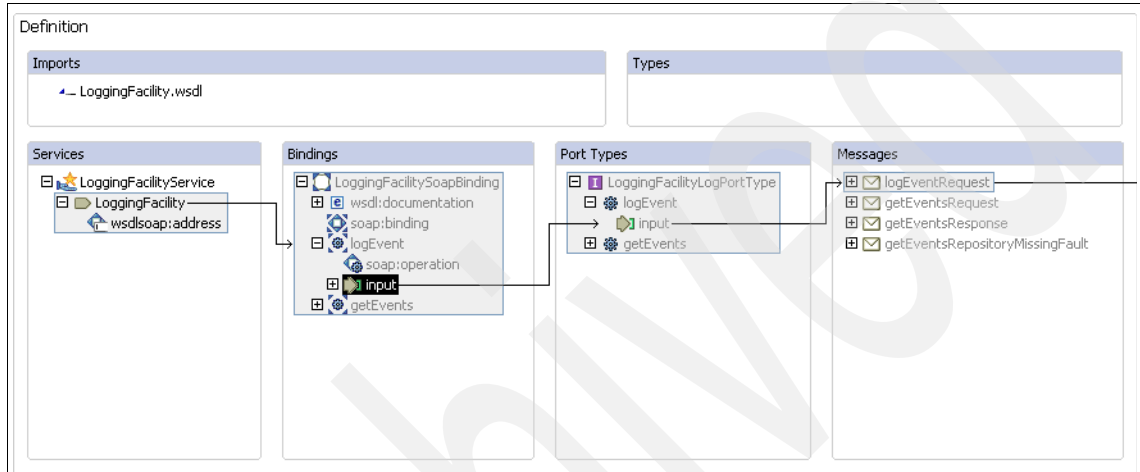 Definition
Imports
LoggingFacility.wsdl
Types
Services
LoggingFacilityService
LoggingFacility
wsdlsoap:address
Bindings
LoggingFacilitySoapBinding
wsdl:documentation
soap:binding
logEvent
soap:operation
input
getEvents
Port Types
LoggingFacilityLogPortType
logEvent
input
getEvents
Messages
logEventRequest
getEventsRequest
getEventsResponse
getEventsRepositoryMissingFault